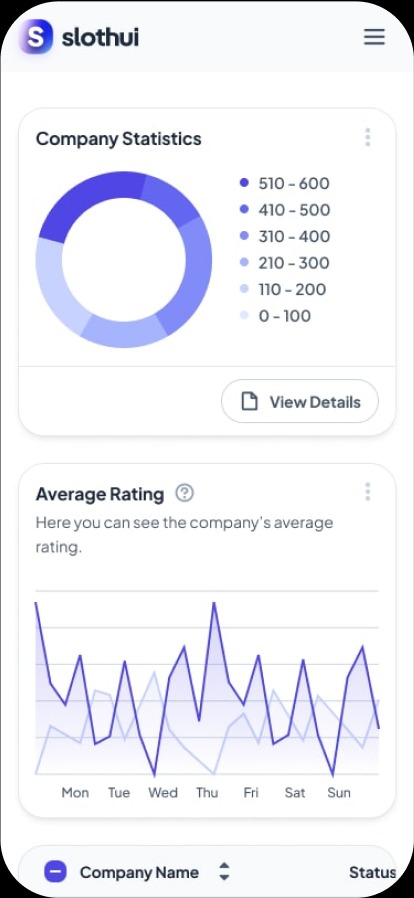 S slothui
Company Statistics
510 - 600
410 - 500
310 - 400
210 - 300
110 - 200
0 - 100
View Details
Average Rating ?
Here you can see the company's average
rating.
Mon Tue Wed Thu Fri Sat Sun
Company Name Status